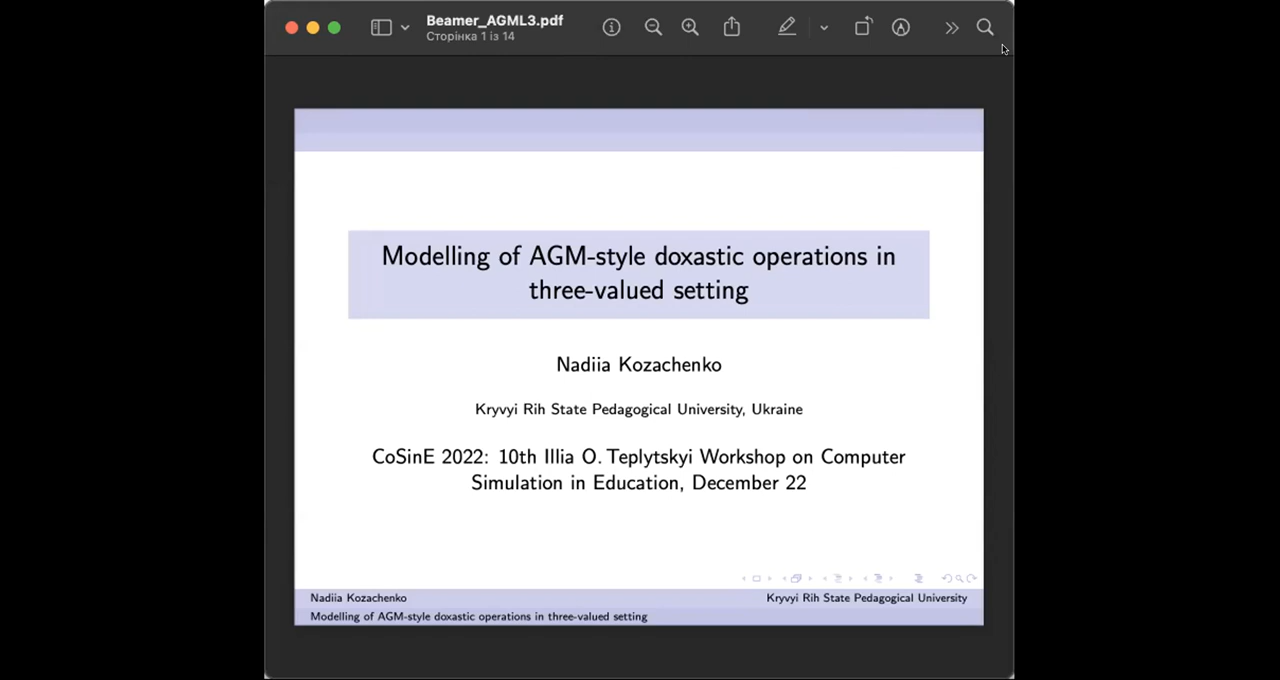 Beamer_AGML3.pdf
Сторінка 1 із 14
Modelling of AGM-style doxastic operations in
three-valued setting
Nadiia Kozachenko
Kryvyi Rih State Pedagogical University, Ukraine
CoSinE 2022: 10th Illia O. Teplytskyi Workshop on Computer
Simulation in Education, December 22
Nadiia Kozachenko
Kryvyi Rih State Pedagogical University
Modelling of AGM-style doxastic operations in three-valued setting